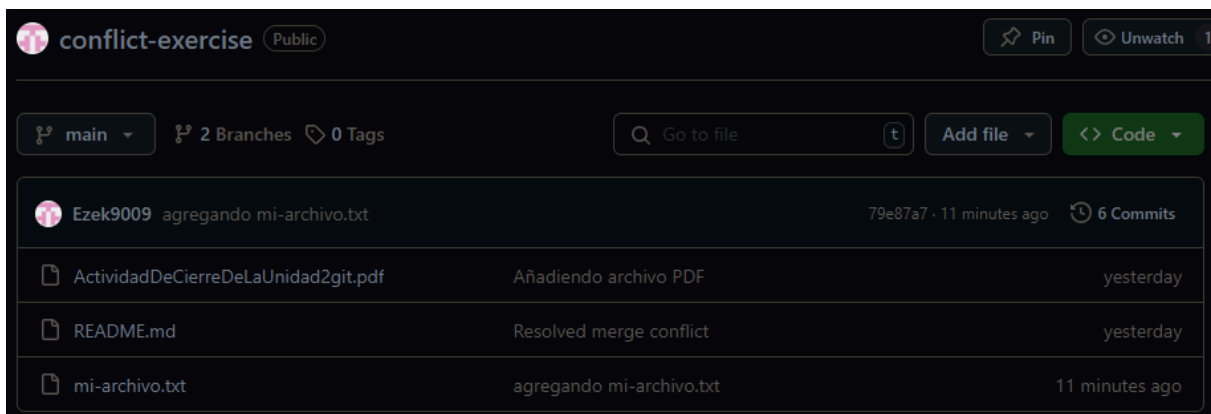 conflict-exercise Public Pin Unwatch 1
main 2 Branches 0 Tags Go to file t Add file Code
Ezek9009 agregando mi-archivo.txt 79e87a7 · 11 minutes ago 6 Commits
ActividadDeCierreDeLaUnidad2git.pdf Añadiendo archivo PDF yesterday
README.md Resolved merge conflict yesterday
mi-archivo.txt agregando mi-archivo.txt 11 minutes ago